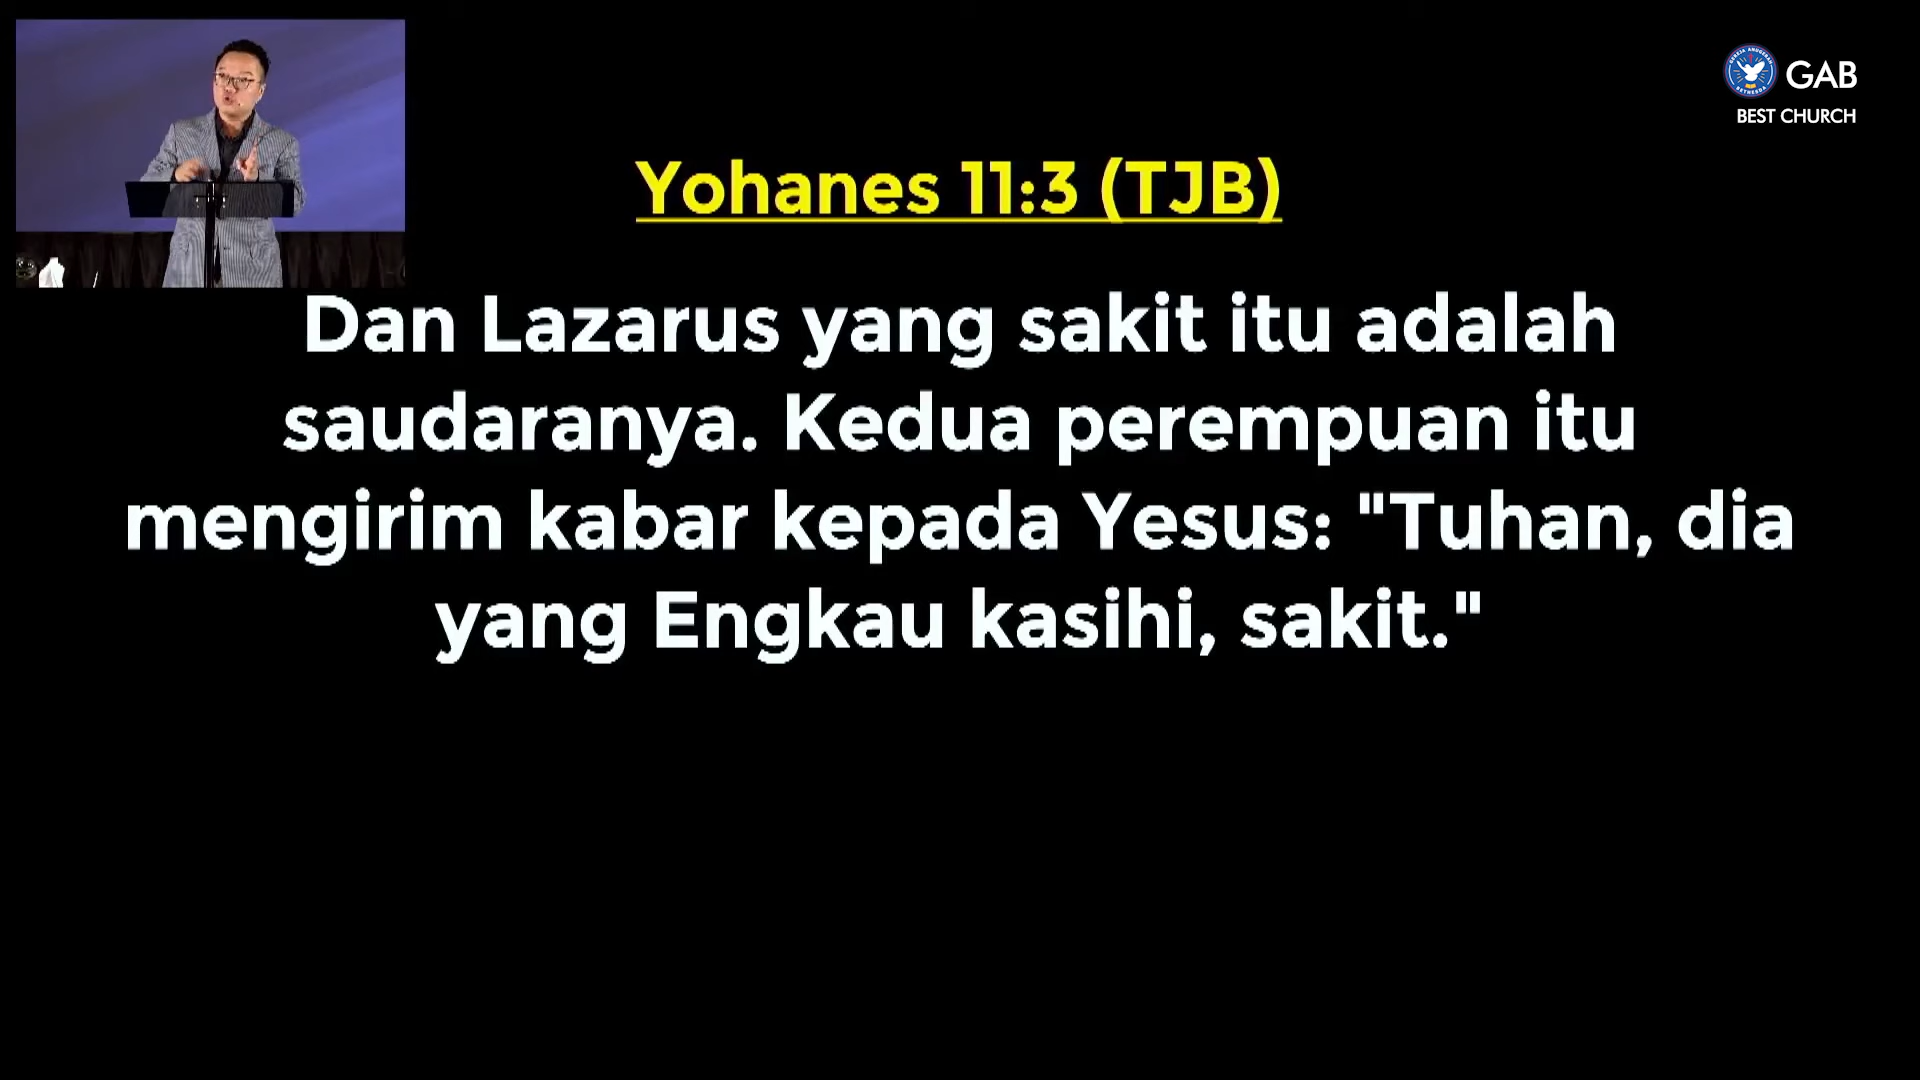 GAB
BEST CHURCH
Yohanes 11:3 (TJB)
Dan Lazarus yang sakit itu adalah
saudaranya. Kedua perempuan itu
mengirim kabar kepada Yesus: "Tuhan, dia
yang Engkau kasihi, sakit."